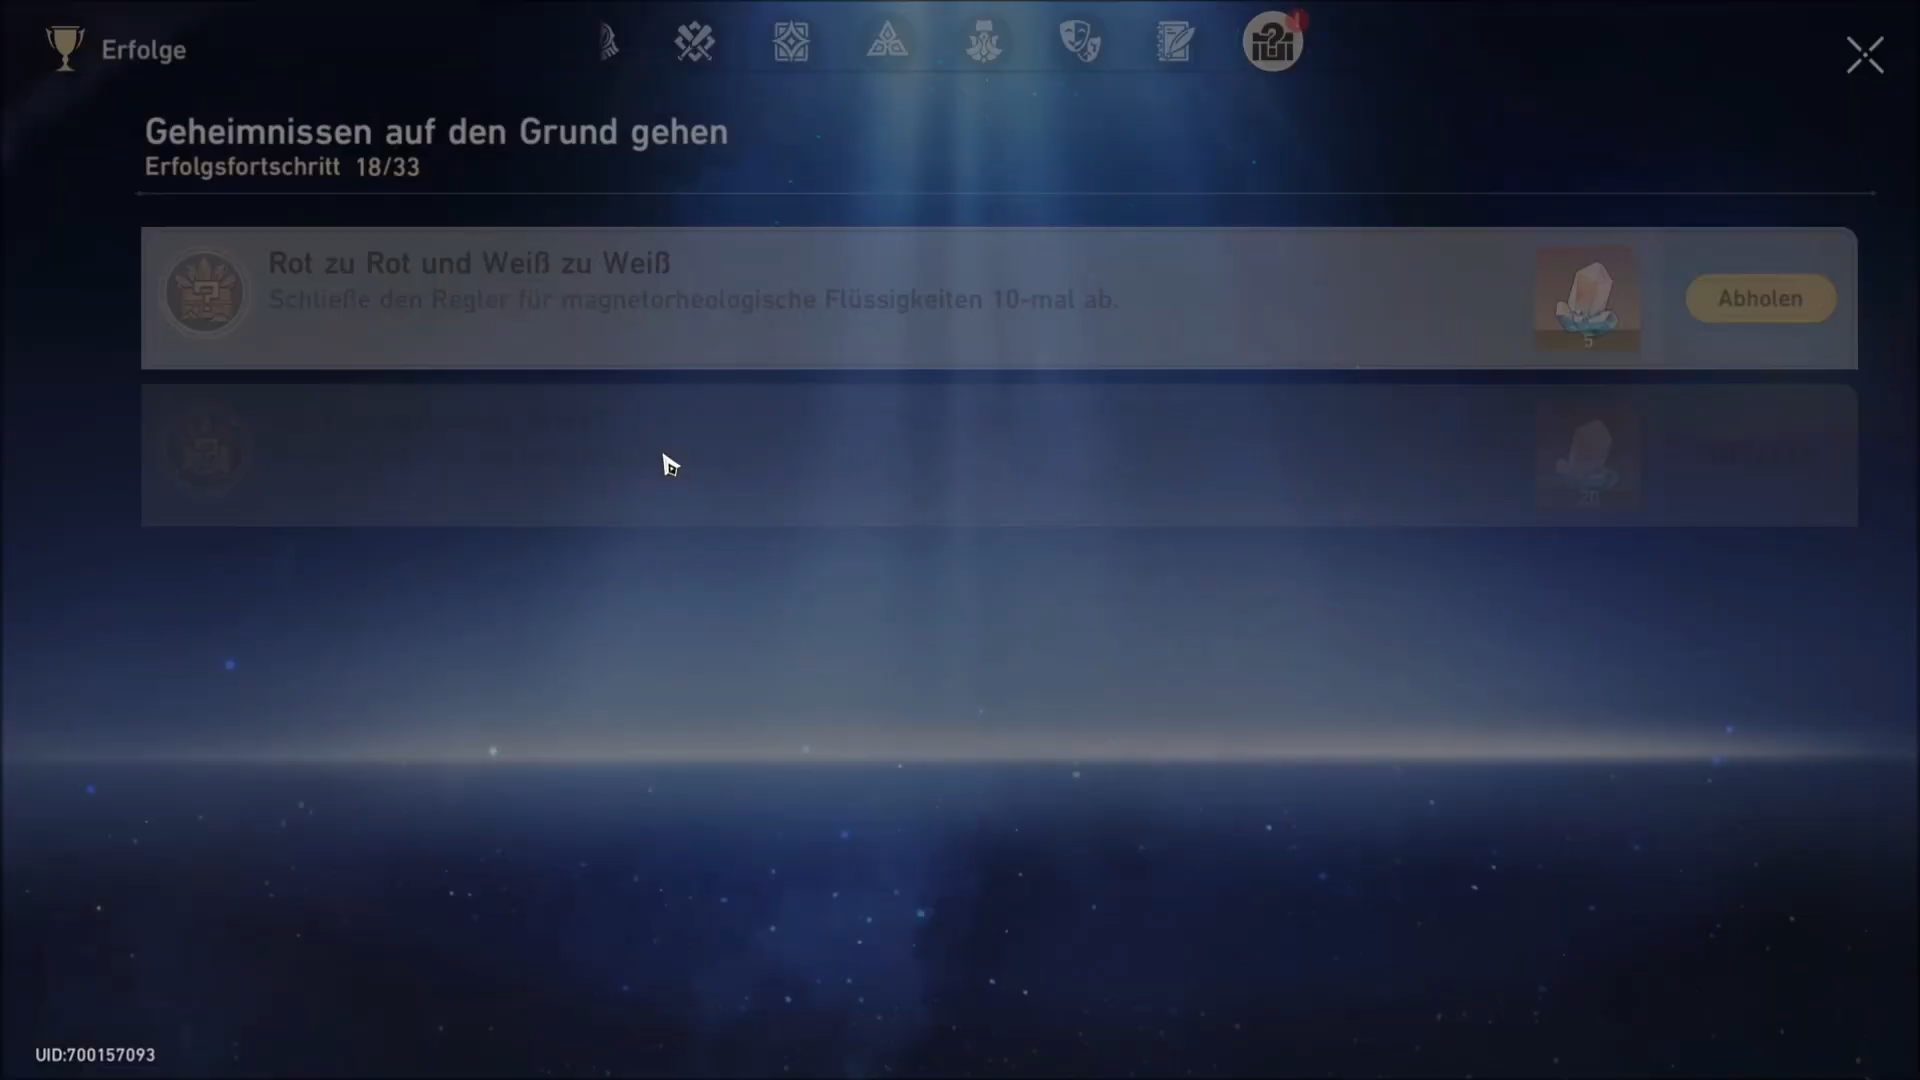 Erfolge
Geheimnissen auf den Grund gehen
Erfolgsfortschritt 18/33
Rot zu Rot und Weiß zu Weiß
Schließe den Regler für magnetorheologische Flüssigkeiten 10-mal ab.
5
Abholen
20
UID:700157093